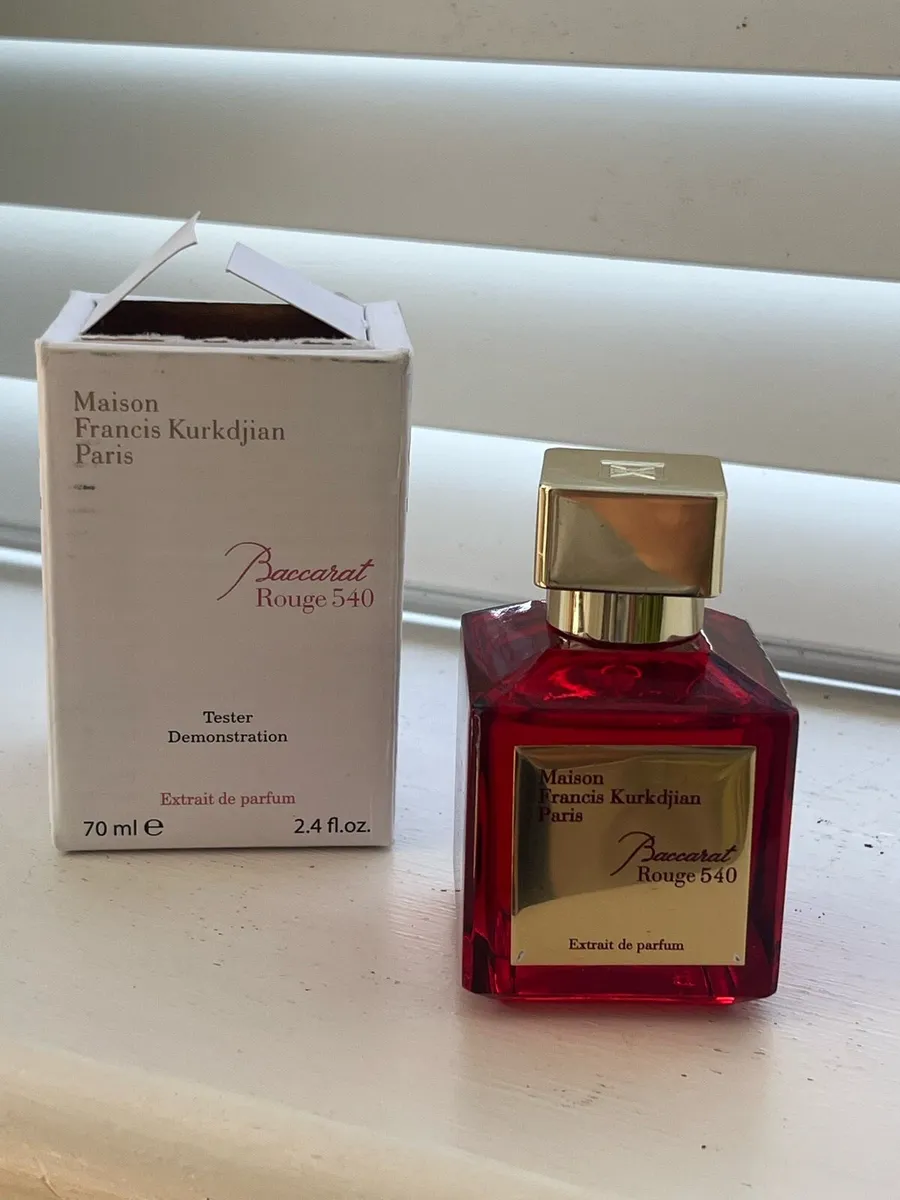 Maison
Francis Kurkdjian
Paris
Baccarat
Rouge 540
Tester
Demonstration
Extrait de parfum
70 ml ℮
2.4 fl.oz.
Maison
Francis Kurkdjian
Paris
Baccarat
Rouge 540
Extrait de parfum